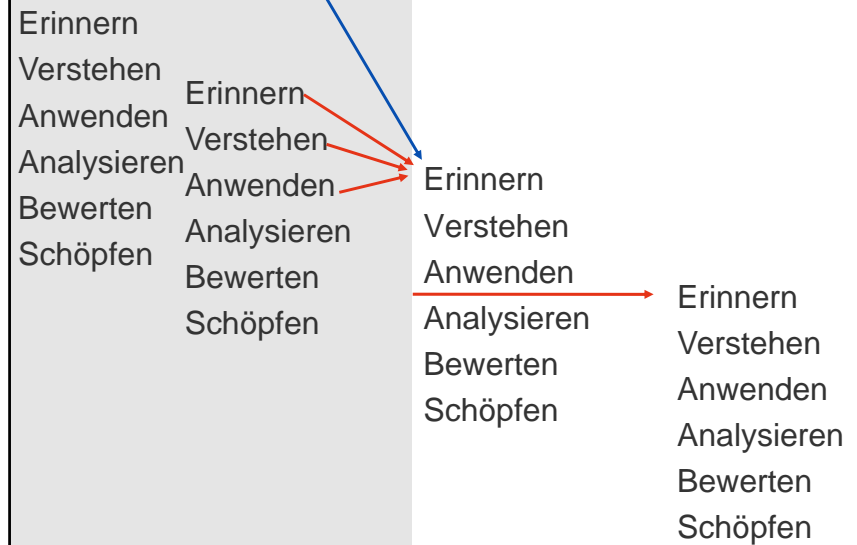 Erinnern
Verstehen
Anwenden
Analysieren
Bewerten
Schöpfen
Erinnern
Verstehen
Anwenden
Analysieren
Bewerten
Schöpfen
Erinnern
Verstehen
Anwenden
Analysieren
Bewerten
Schöpfen
Erinnern
Verstehen
Anwenden
Analysieren
Bewerten
Schöpfen